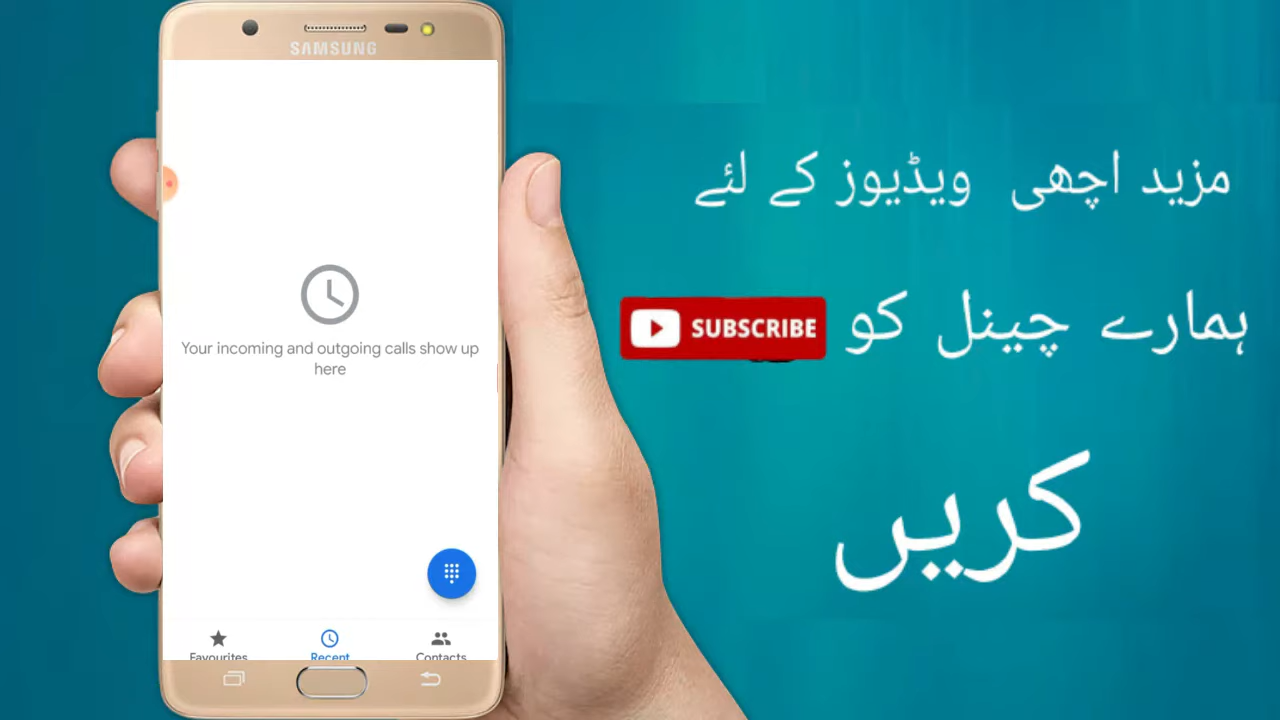 SAMSUNG
Your incoming and outgoing calls show up
here
Favourites
Recent
Contacts
مزید اچھی ویڈیوز کے لئے
ہمارے چینل کو SUBSCRIBE
کریں